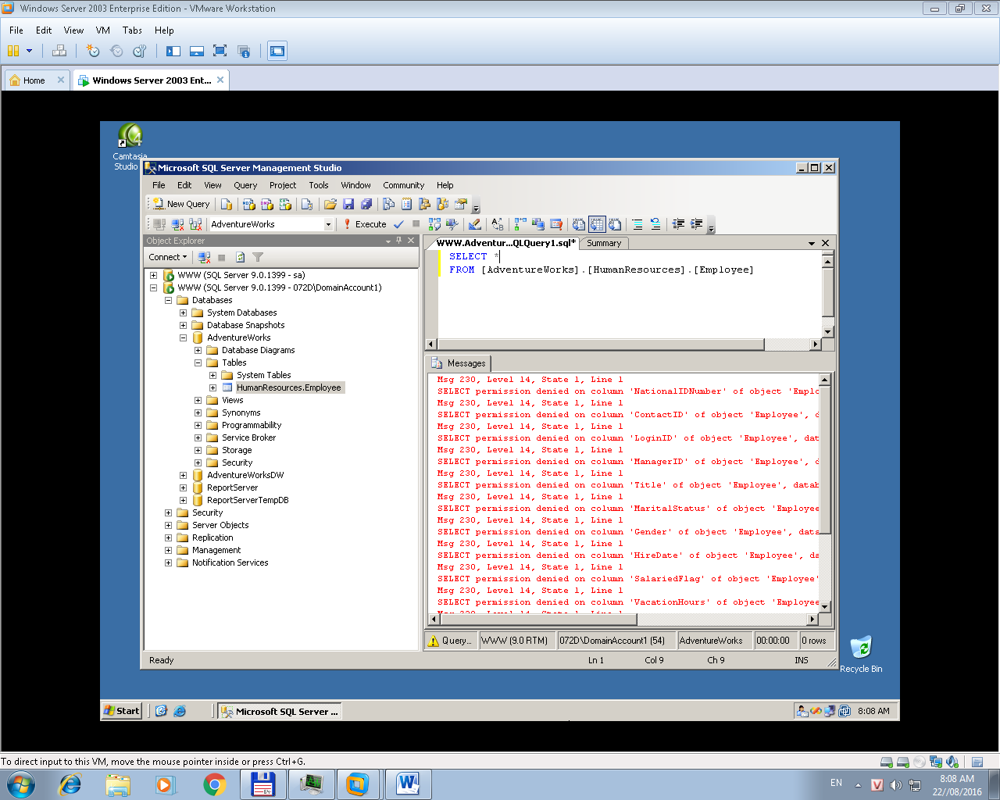 Windows Server 2003 Enterprise Edition - VMware Workstation
File Edit View VM Tabs Help
Home
Windows Server 2003 Ent...
Camtasia
Studio
4
Microsoft SQL Server Management Studio
File Edit View Query Project Tools Window Community Help
New Query
AdventureWorks
Execute
Object Explorer
Connect
WWW (SQL Server 9.0.1399 - sa)
WWW (SQL Server 9.0.1399 - 072D\DomainAccount1)
Databases
System Databases
Database Snapshots
AdventureWorks
Database Diagrams
Tables
System Tables
HumanResources.Employee
Views
Synonyms
Programmability
Service Broker
Storage
Security
AdventureWorksDW
ReportServer
ReportServerTempDB
Security
Server Objects
Replication
Management
Notification Services
WWW.Adventur...QLQuery1.sql*
Summary
SELECT *
FROM [AdventureWorks].[HumanResources].[Employee]
Messages
Msg 230, Level 14, State 1, Line 1
SELECT permission denied on column 'NationalIDNumber' of object 'Emplo
Msg 230, Level 14, State 1, Line 1
SELECT permission denied on column 'ContactID' of object 'Employee', d
Msg 230, Level 14, State 1, Line 1
SELECT permission denied on column 'LoginID' of object 'Employee', dat
Msg 230, Level 14, State 1, Line 1
SELECT permission denied on column 'ManagerID' of object 'Employee', d
Msg 230, Level 14, State 1, Line 1
SELECT permission denied on column 'Title' of object 'Employee', datab
Msg 230, Level 14, State 1, Line 1
SELECT permission denied on column 'MaritalStatus' of object 'Employee
Msg 230, Level 14, State 1, Line 1
SELECT permission denied on column 'Gender' of object 'Employee', data
Msg 230, Level 14, State 1, Line 1
SELECT permission denied on column 'HireDate' of object 'Employee', da
Msg 230, Level 14, State 1, Line 1
SELECT permission denied on column 'SalariedFlag' of object 'Employee'
Msg 230, Level 14, State 1, Line 1
SELECT permission denied on column 'VacationHours' of object 'Employee
Msg 230, Level 14, State 1, Line 1
Query... WWW (9.0 RTM) 072D\DomainAccount1 (54) AdventureWorks 00:00:00 0 rows
Ready Ln 1 Col 9 Ch 9 INS
Recycle Bin
Start
Microsoft SQL Server ...
8:08 AM
To direct input to this VM, move the mouse pointer inside or press Ctrl+G.
EN
8:08 AM
22//08/2016